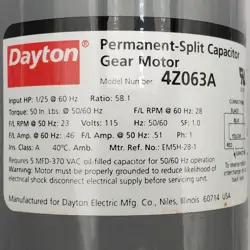 Dayton
Permanent-Split Capacitor
Gear Motor
Model Number 4Z063A
Input HP: 1/25 @ 60 Hz Ratio: 58.1
Torque: 50 In. Lbs. @ 50/60 Hz F/L RPM @ 60 Hz: 28
F/L RPM @ 50 Hz: 23 Volts: 115 Hz: 50/60 SF: 1.0
F/L Amp @ 60 Hz: .46 F/L Amp. @ 50 Hz: .51 Ph: 1
Ins. Class: A 40°C. Amb. Mtr. Ref. No.: EM5H-28-1
Requires 5 MFD-370 VAC oil-filled capacitor for 50/60 Hz operation
Warning: Motor must be properly grounded to reduce likelihood of
electrical shock disconnect electrical supply before servicing.
Manufactured for Dayton Electric Mfg. Co., Niles, Illinois 60714 USA